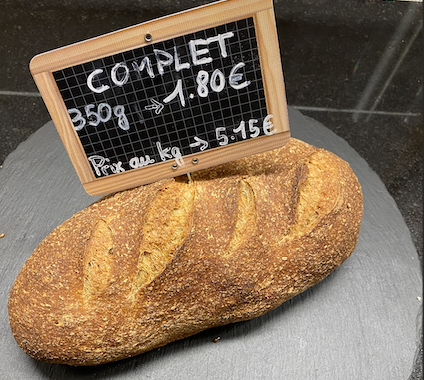 COMPLET
350g → 1.80€
Prix au kg → 5.15€